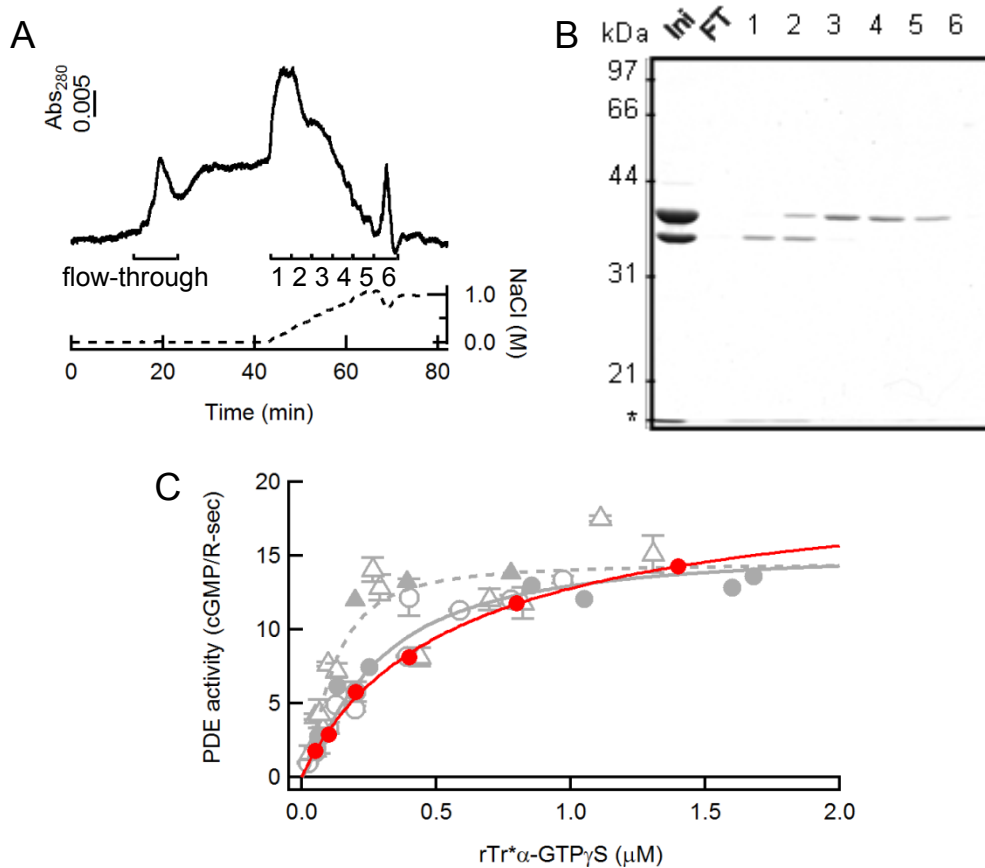 A
Abs280
0.005
flow-through
1 2 3 4 5 6
1.0
0.0
NaCl (M)
0 20 40 60 80
Time (min)
B
kDa Ini FT 1 2 3 4 5 6
97
66
44
31
21
*
C
PDE activity (cGMP/R-sec)
20
15
10
5
0
0.0 0.5 1.0 1.5 2.0
rTr*α-GTPγS (μM)